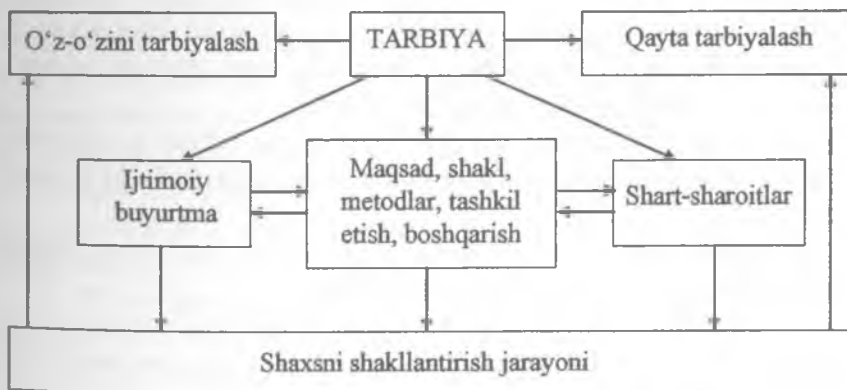 O‘z-o‘zini tarbiyalash
TARBIYA
Qayta tarbiyalash
Ijtimoiy
buyurtma
Maqsad, shakl,
metodlar, tashkil
etish, boshqarish
Shart-sharoitlar
Shaxsni shakllantirish jarayoni